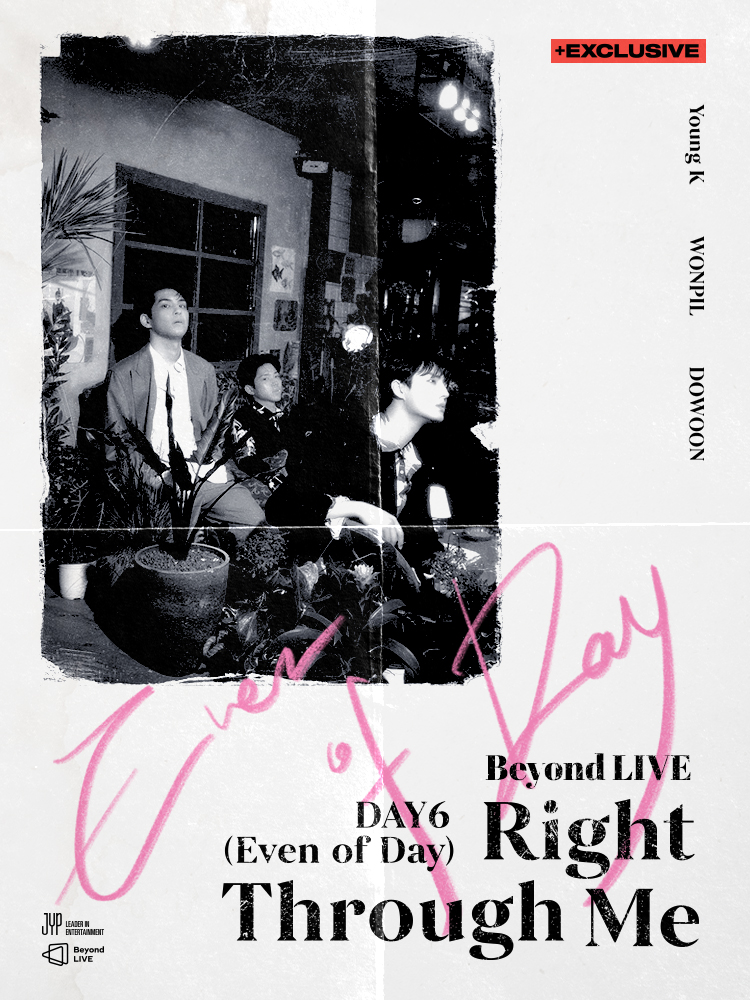 +EXCLUSIVE
Young K WONPIL DOWOON
Even of Day
Beyond LIVE
DAY6
(Even of Day)
Right
Through Me
JYP LEADER IN
ENTERTAINMENT
Beyond
LIVE